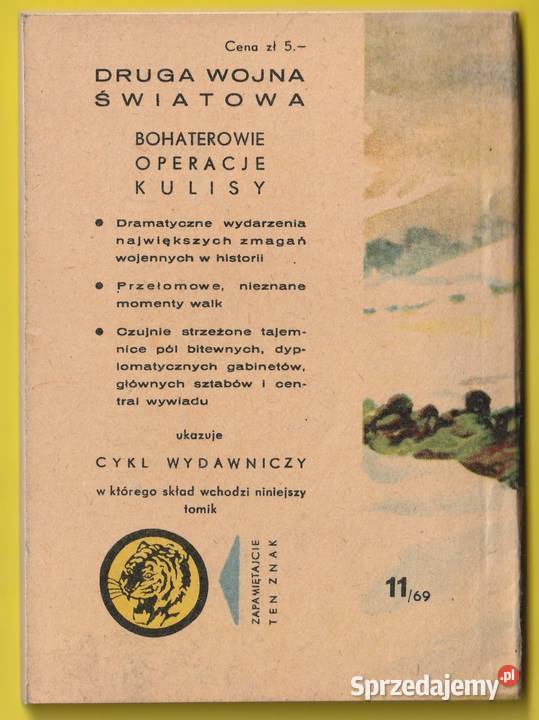 Cena zł 5.–
DRUGA WOJNA
ŚWIATOWA
BOHATEROWIE
OPERACJE
KULISY
● Dramatyczne wydarzenia
największych zmagań
wojennych w historii
● Przełomowe, nieznane
momenty walk
● Czujnie strzeżone tajem-
nice pól bitewnych, dyp-
lomatycznych gabinetów,
głównych sztabów i cen-
tral wywiadu
ukazuje
CYKL WYDAWNICZY
w którego skład wchodzi niniejszy
tomik
ZAPAMIĘTAJCIE
TEN ZNAK
11/69
Sprzedajemy.pl